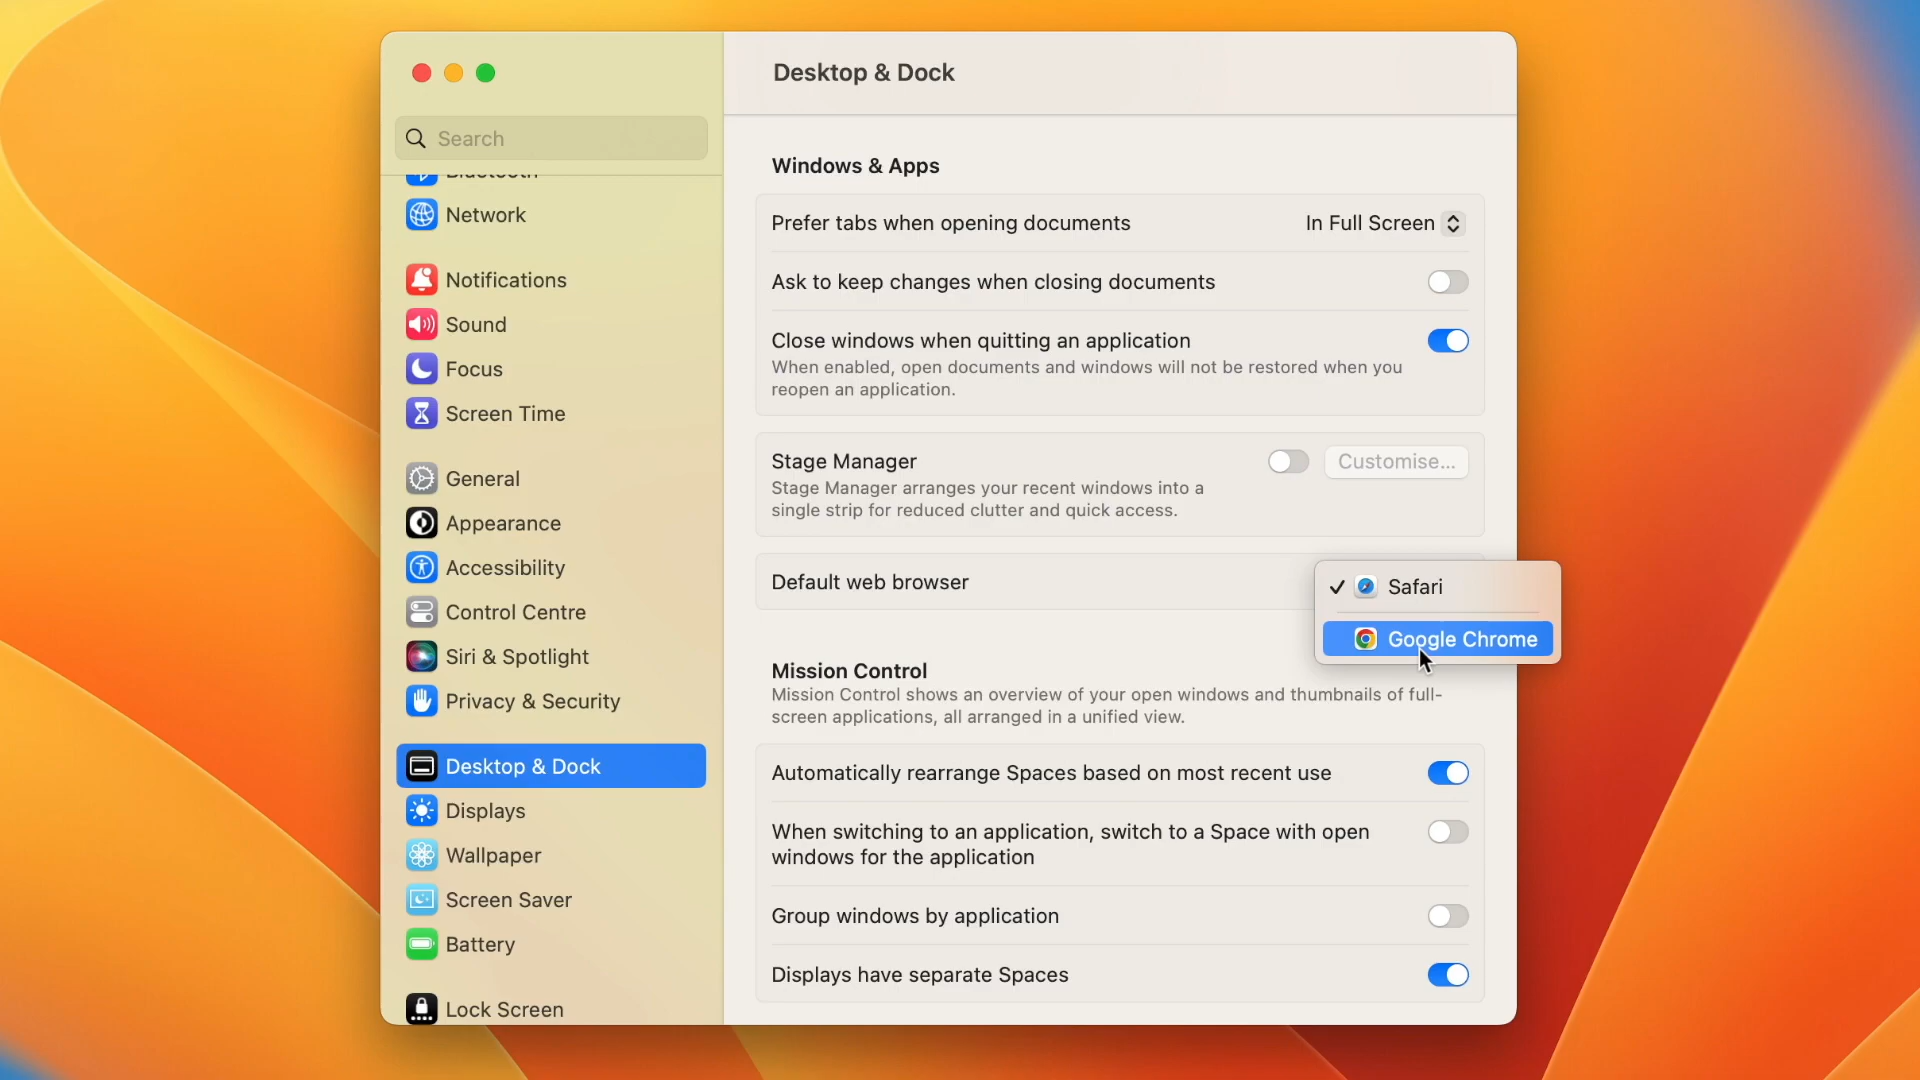 Desktop & Dock
Search
Bluetooth
Network
Notifications
Sound
Focus
Screen Time
General
Appearance
Accessibility
Control Centre
Siri & Spotlight
Privacy & Security
Desktop & Dock
Displays
Wallpaper
Screen Saver
Battery
Lock Screen
Windows & Apps
Prefer tabs when opening documents In Full Screen
Ask to keep changes when closing documents
Close windows when quitting an application
When enabled, open documents and windows will not be restored when you
reopen an application.
Stage Manager Customise...
Stage Manager arranges your recent windows into a
single strip for reduced clutter and quick access.
Default web browser
Safari
Google Chrome
Mission Control
Mission Control shows an overview of your open windows and thumbnails of full-
screen applications, all arranged in a unified view.
Automatically rearrange Spaces based on most recent use
When switching to an application, switch to a Space with open
windows for the application
Group windows by application
Displays have separate Spaces